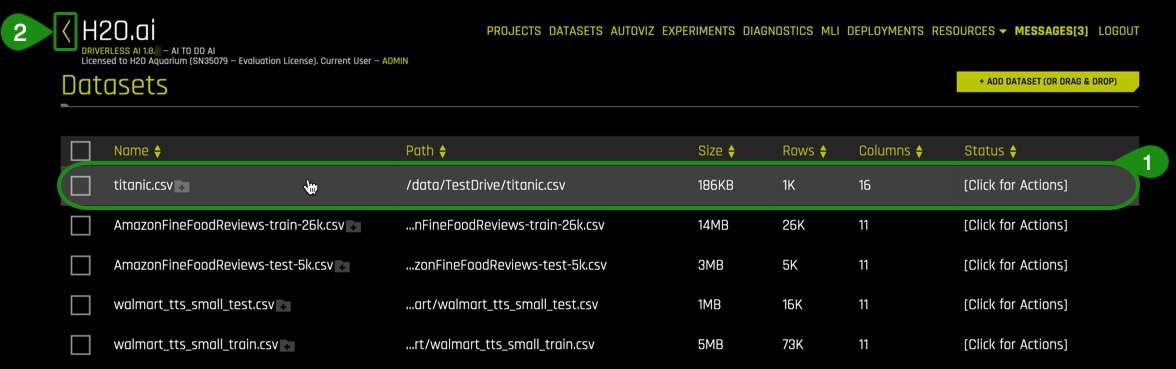 2
H2O.ai
PROJECTS DATASETS AUTOVIZ EXPERIMENTS DIAGNOSTICS MLI DEPLOYMENTS RESOURCES MESSAGES[3] LOGOUT
DRIVERLESS AI 1.8. – AI TO DO AI
Licensed to H2O Aquarium (SN35079 – Evaluation License). Current User – ADMIN
Datasets
+ ADD DATASET (OR DRAG & DROP)
Name Path Size Rows Columns Status
1
titanic.csv /data/TestDrive/titanic.csv 186KB 1K 16 [Click for Actions]
AmazonFineFoodReviews-train-26k.csv ...nFineFoodReviews-train-26k.csv 14MB 26K 11 [Click for Actions]
AmazonFineFoodReviews-test-5k.csv ...zonFineFoodReviews-test-5k.csv 3MB 5K 11 [Click for Actions]
walmart_tts_small_test.csv ...art/walmart_tts_small_test.csv 1MB 16K 11 [Click for Actions]
walmart_tts_small_train.csv ...rt/walmart_tts_small_train.csv 5MB 73K 11 [Click for Actions]